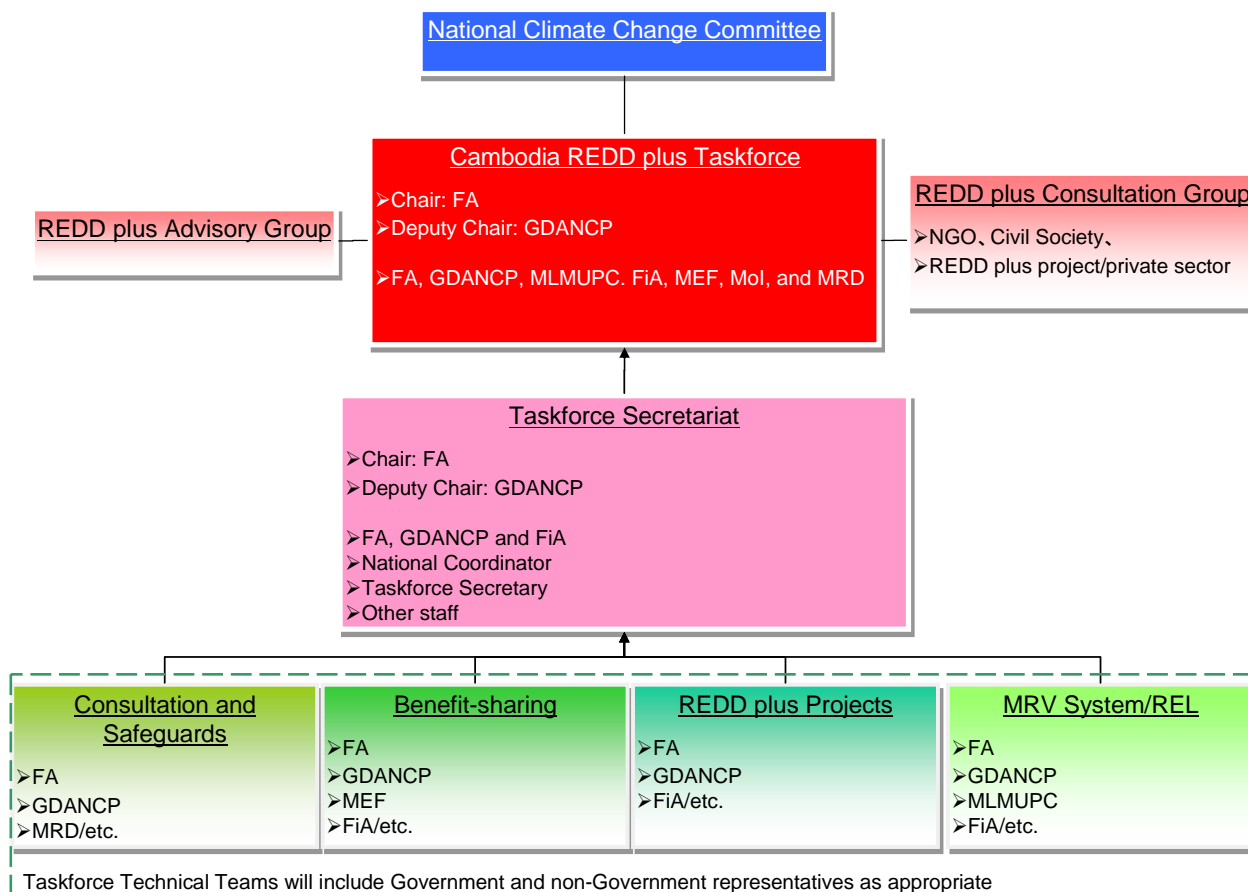 National Climate Change Committee
Cambodia REDD plus Taskforce
➢Chair: FA
➢Deputy Chair: GDANCP
➢FA, GDANCP, MLMUPC. FiA, MEF, MoI, and MRD
REDD plus Advisory Group
REDD plus Consultation Group
➢NGO、Civil Society、
➢REDD plus project/private sector
Taskforce Secretariat
➢Chair: FA
➢Deputy Chair: GDANCP
➢FA, GDANCP and FiA
➢National Coordinator
➢Taskforce Secretary
➢Other staff
Consultation and
Safeguards
➢FA
➢GDANCP
➢MRD/etc.
Benefit-sharing
➢FA
➢GDANCP
➢MEF
➢FiA/etc.
REDD plus Projects
➢FA
➢GDANCP
➢FiA/etc.
MRV System/REL
➢FA
➢GDANCP
➢MLMUPC
➢FiA/etc.
Taskforce Technical Teams will include Government and non-Government representatives as appropriate